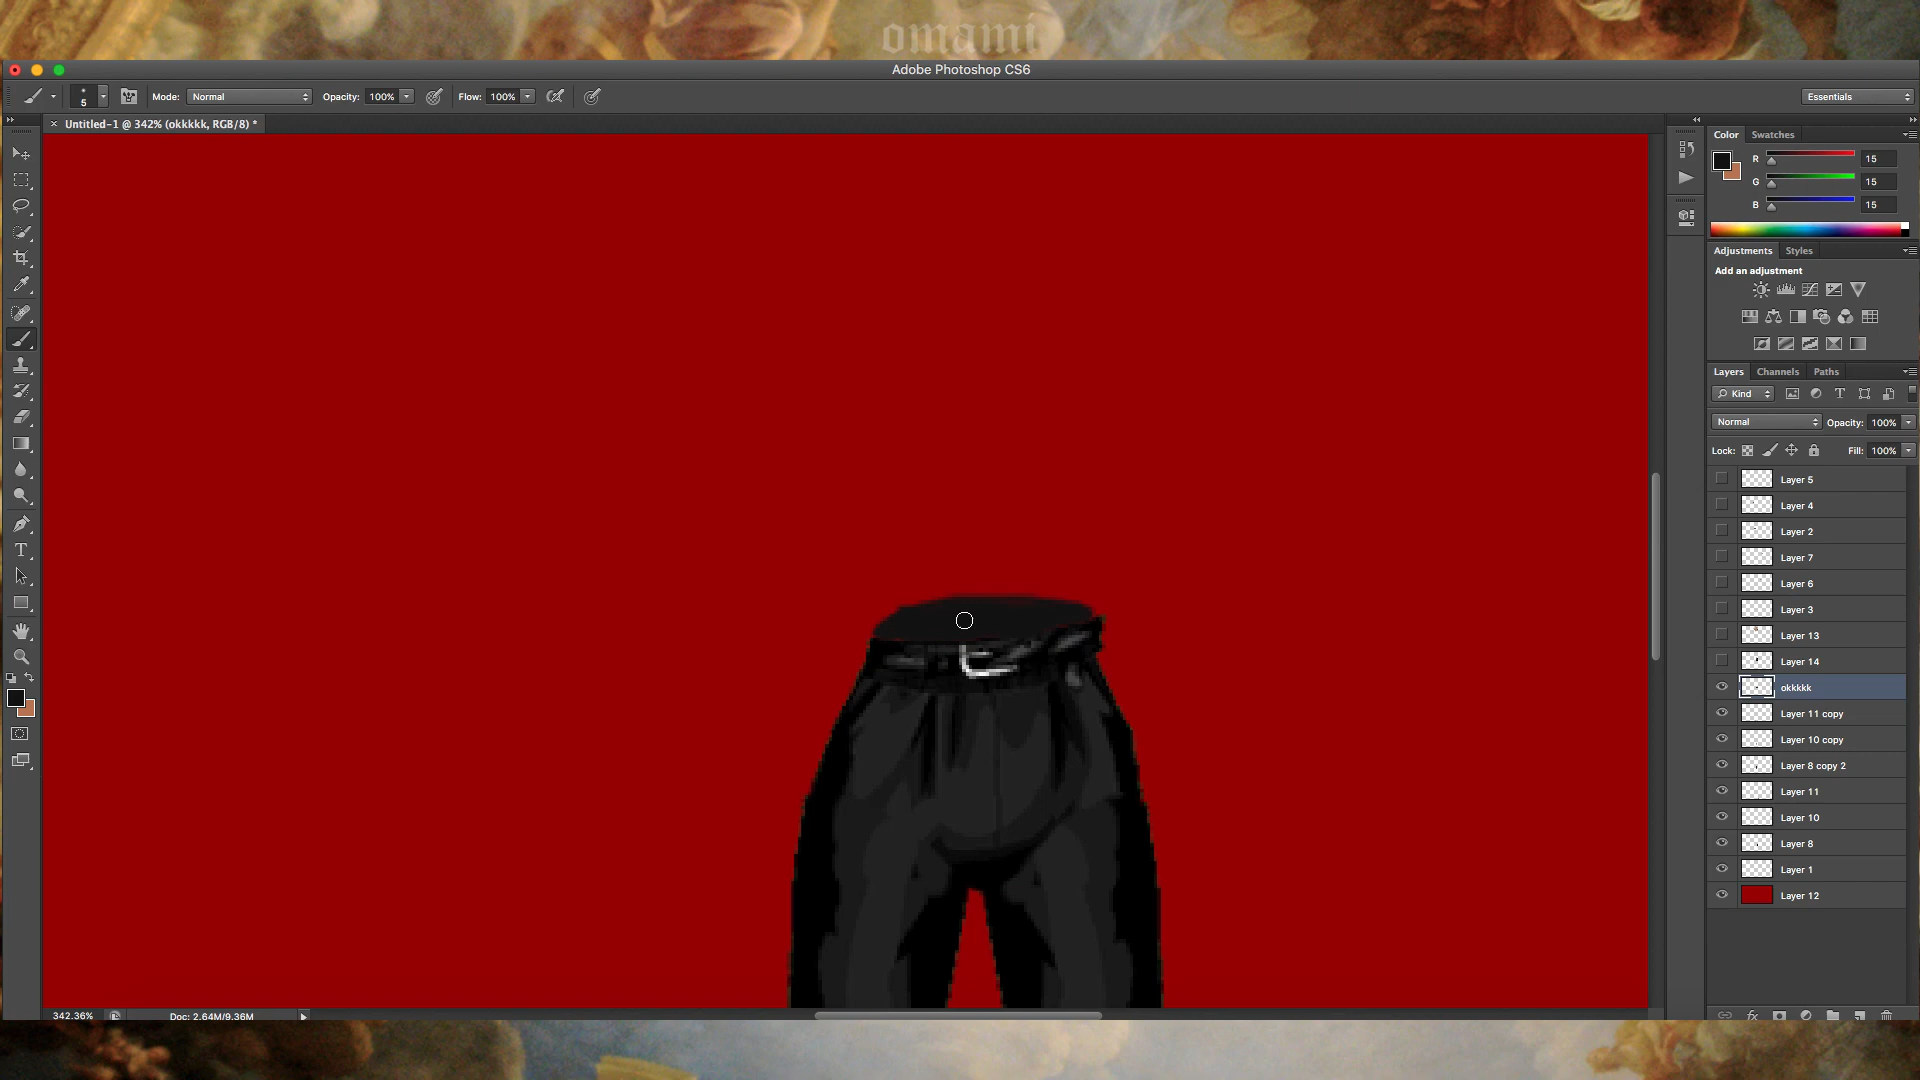 omami
Adobe Photoshop CS6
5
Mode: Normal
Opacity: 100%
Flow: 100%
Essentials
Untitled-1 @ 342% (okkkkk, RGB/8) *
Color
Swatches
R 15
G 15
B 15
Adjustments
Styles
Add an adjustment
Layers
Channels
Paths
Kind
Normal
Opacity: 100%
Lock:
Fill: 100%
Layer 5
Layer 4
Layer 2
Layer 7
Layer 6
Layer 3
Layer 13
Layer 14
okkkkk
Layer 11 copy
Layer 10 copy
Layer 8 copy 2
Layer 11
Layer 10
Layer 8
Layer 1
Layer 12
342.36%
Doc: 2.64M/9.36M